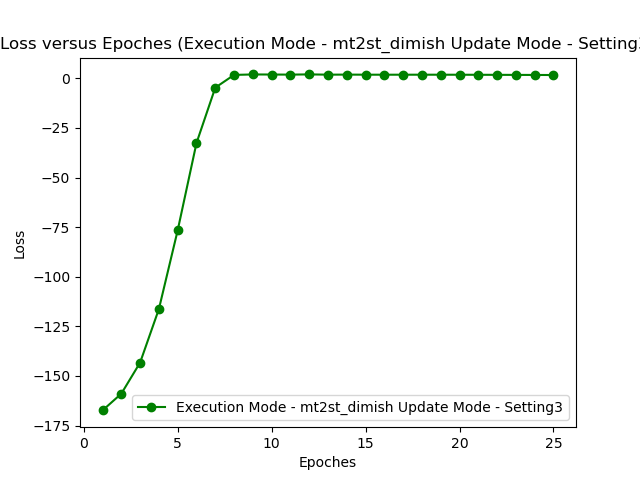 Loss versus Epoches (Execution Mode - mt2st_dimish Update Mode - Setting3
0
−25
−50
−75
−100
−125
−150
−175
Loss
Execution Mode - mt2st_dimish Update Mode - Setting3
0 5 10 15 20 25
Epoches